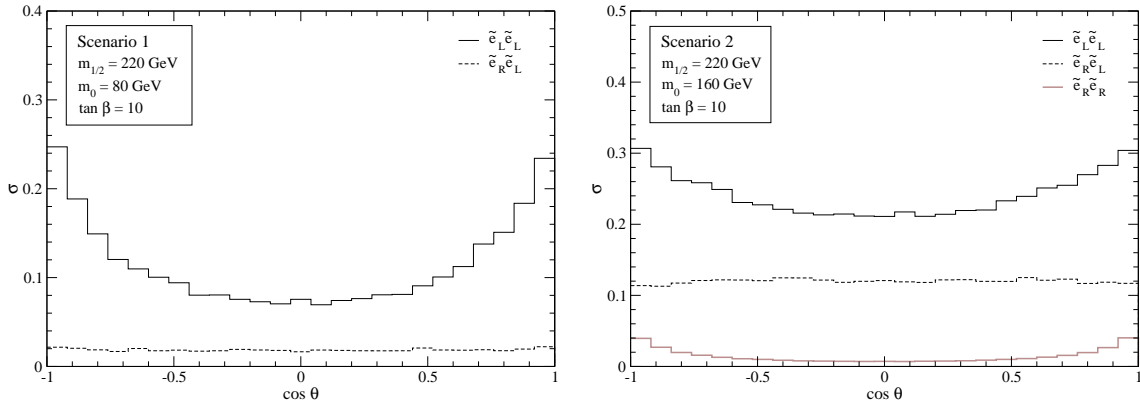 0.4
0.3
0.2
0.1
0
σ
-1
-0.5
0
0.5
1
cos θ
Scenario 1
m1/2 = 220 GeV
m0 = 80 GeV
tan β = 10
ẽLẽL
ẽRẽL
0.5
0.4
0.3
0.2
0.1
0
σ
-1
-0.5
0
0.5
1
cos θ
Scenario 2
m1/2 = 220 GeV
m0 = 160 GeV
tan β = 10
ẽLẽL
ẽRẽL
ẽRẽR